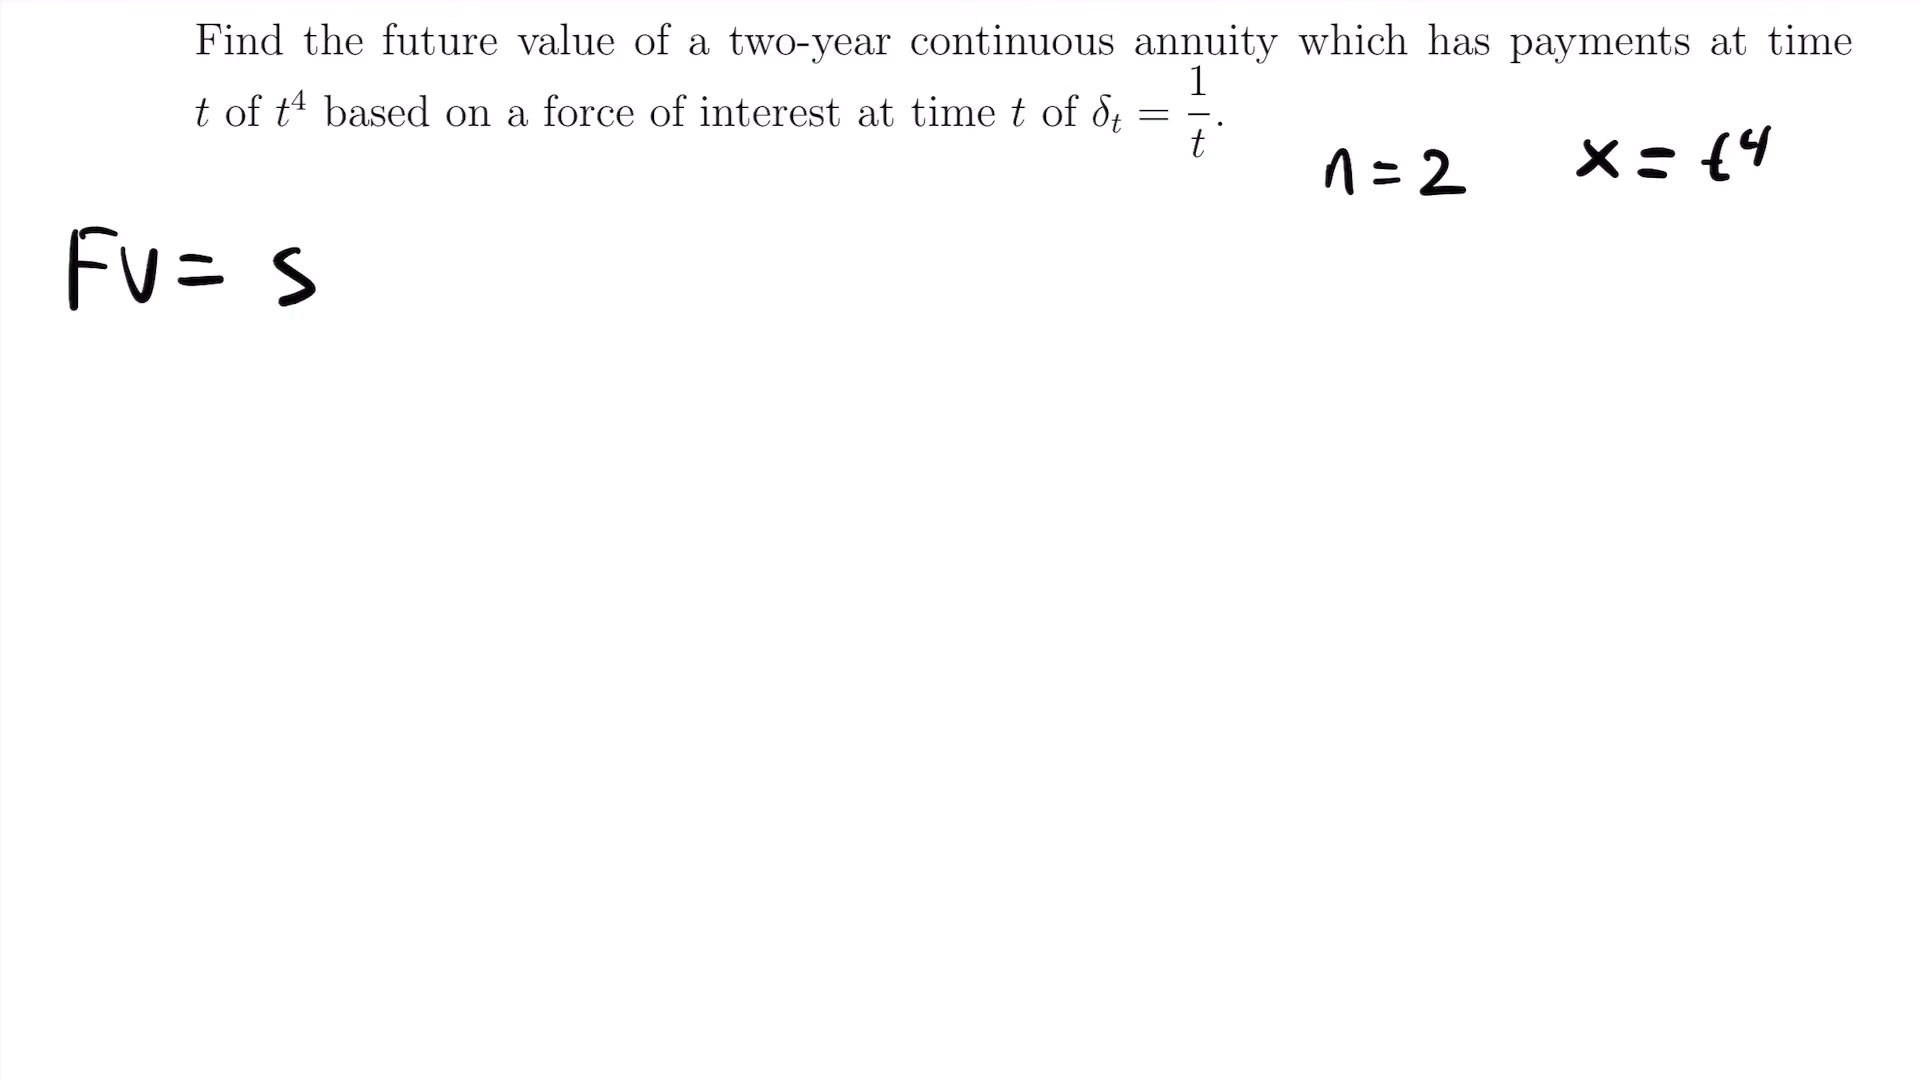 Find the future value of a two-year continuous annuity which has payments at time
t of t⁴ based on a force of interest at time t of δₜ = 1/t.
n = 2 x = t⁴
FV = s